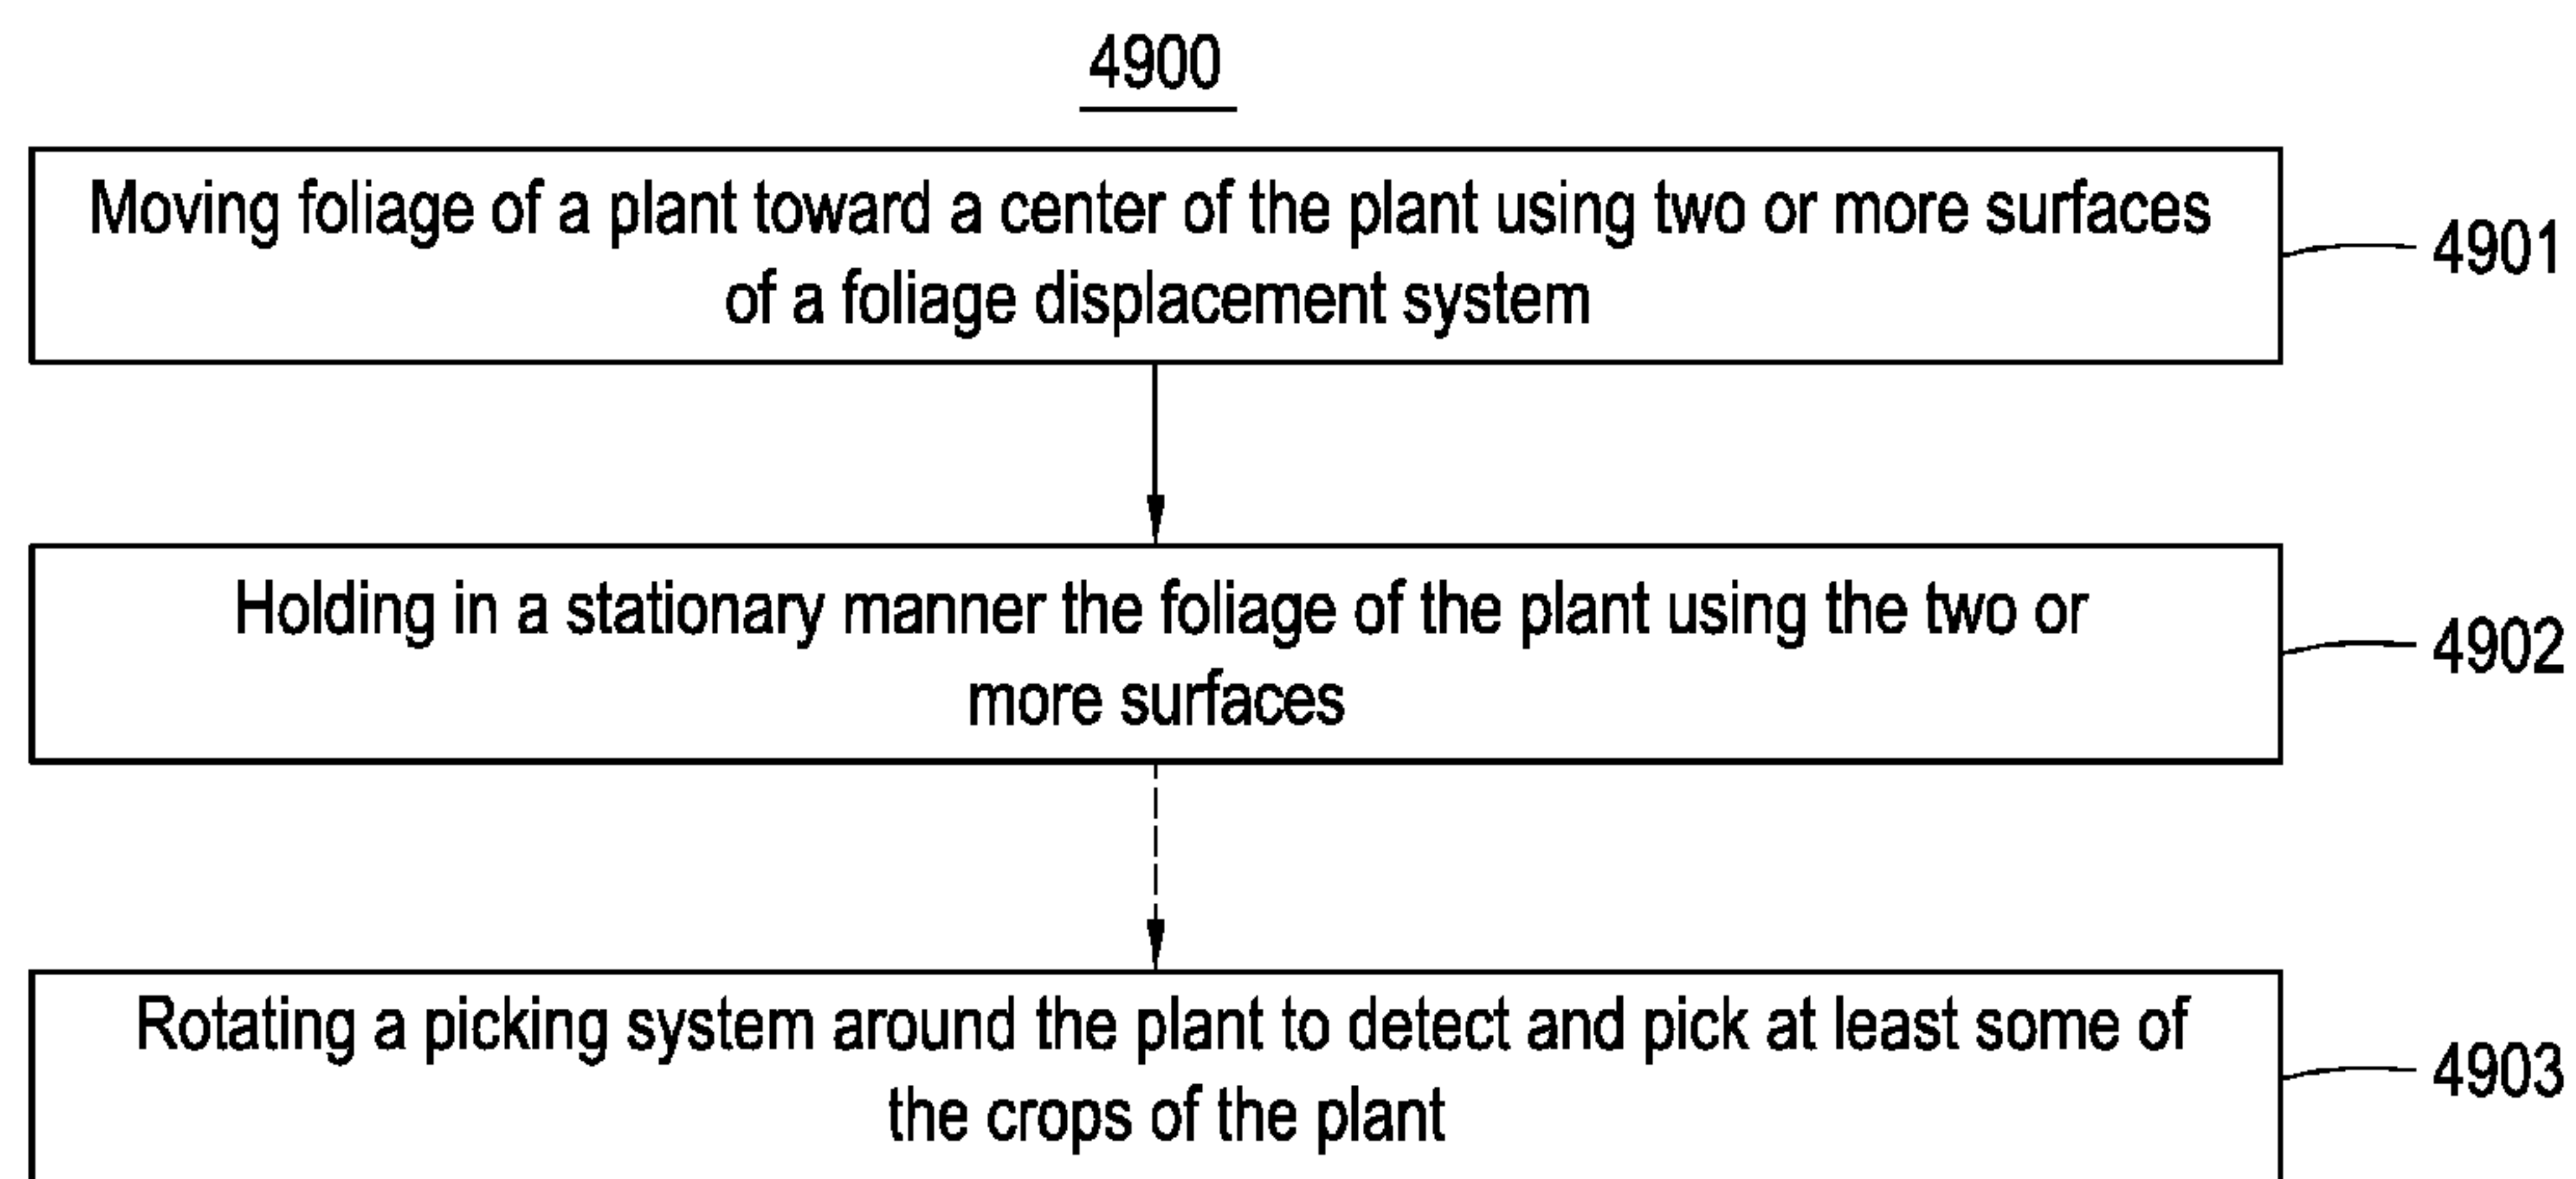 4900
Moving foliage of a plant toward a center of the plant using two or more surfaces
of a foliage displacement system
4901
Holding in a stationary manner the foliage of the plant using the two or
more surfaces
4902
Rotating a picking system around the plant to detect and pick at least some of
the crops of the plant
4903